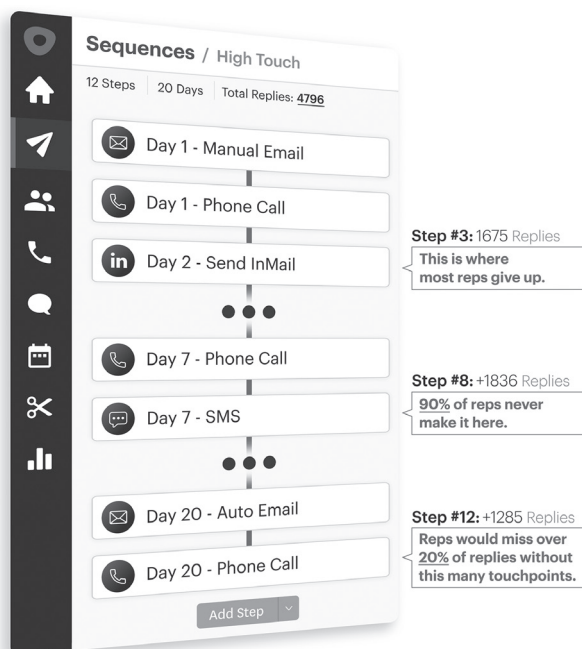 Sequences / High Touch
12 Steps 20 Days Total Replies: 4796
Day 1 - Manual Email
Day 1 - Phone Call
in Day 2 - Send InMail
Step #3: 1675 Replies
This is where
most reps give up.
Day 7 - Phone Call
Day 7 - SMS
Step #8: +1836 Replies
90% of reps never
make it here.
Day 20 - Auto Email
Day 20 - Phone Call
Step #12: +1285 Replies
Reps would miss over
20% of replies without
this many touchpoints.
Add Step